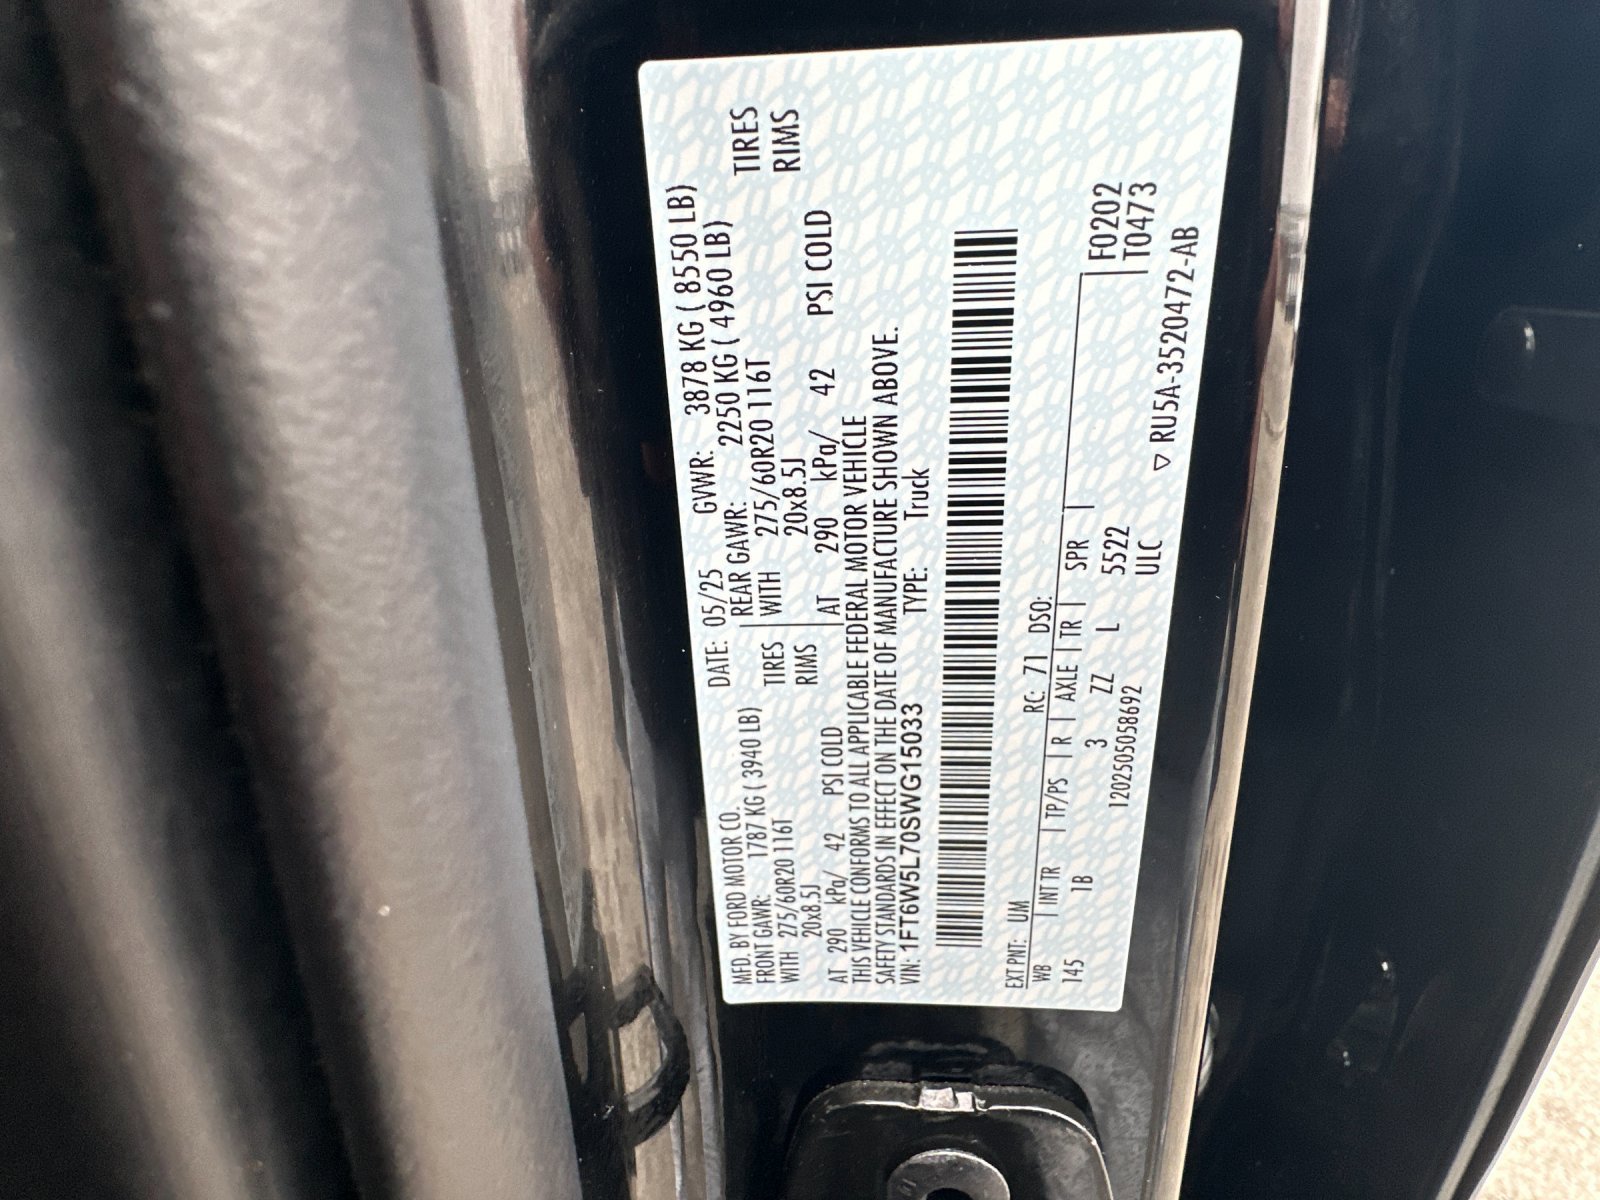 MFD. BY FORD MOTOR CO. DATE: 05/25 GVWR: 3878 KG ( 8550 LB)
FRONT GAWR: 1787 KG ( 3940 LB) REAR GAWR: 2250 KG ( 4960 LB)
WITH 275/60R20 116T TIRES WITH 275/60R20 116T TIRES
20x8.5J RIMS 20x8.5J RIMS
AT 290 kPa/ 42 PSI COLD AT 290 kPa/ 42 PSI COLD
THIS VEHICLE CONFORMS TO ALL APPLICABLE FEDERAL MOTOR VEHICLE
SAFETY STANDARDS IN EFFECT ON THE DATE OF MANUFACTURE SHOWN ABOVE.
VIN: 1FT6W5L70SWG15033 TYPE: Truck
EXT PNT: UM RC: 71 DSO:
WB INT TR TP/PS R AXLE TR SPR F0202
145 1B 3 ZZ L 5522 T0473
1202505058692 ULC
▽ RU5A-3520472-AB